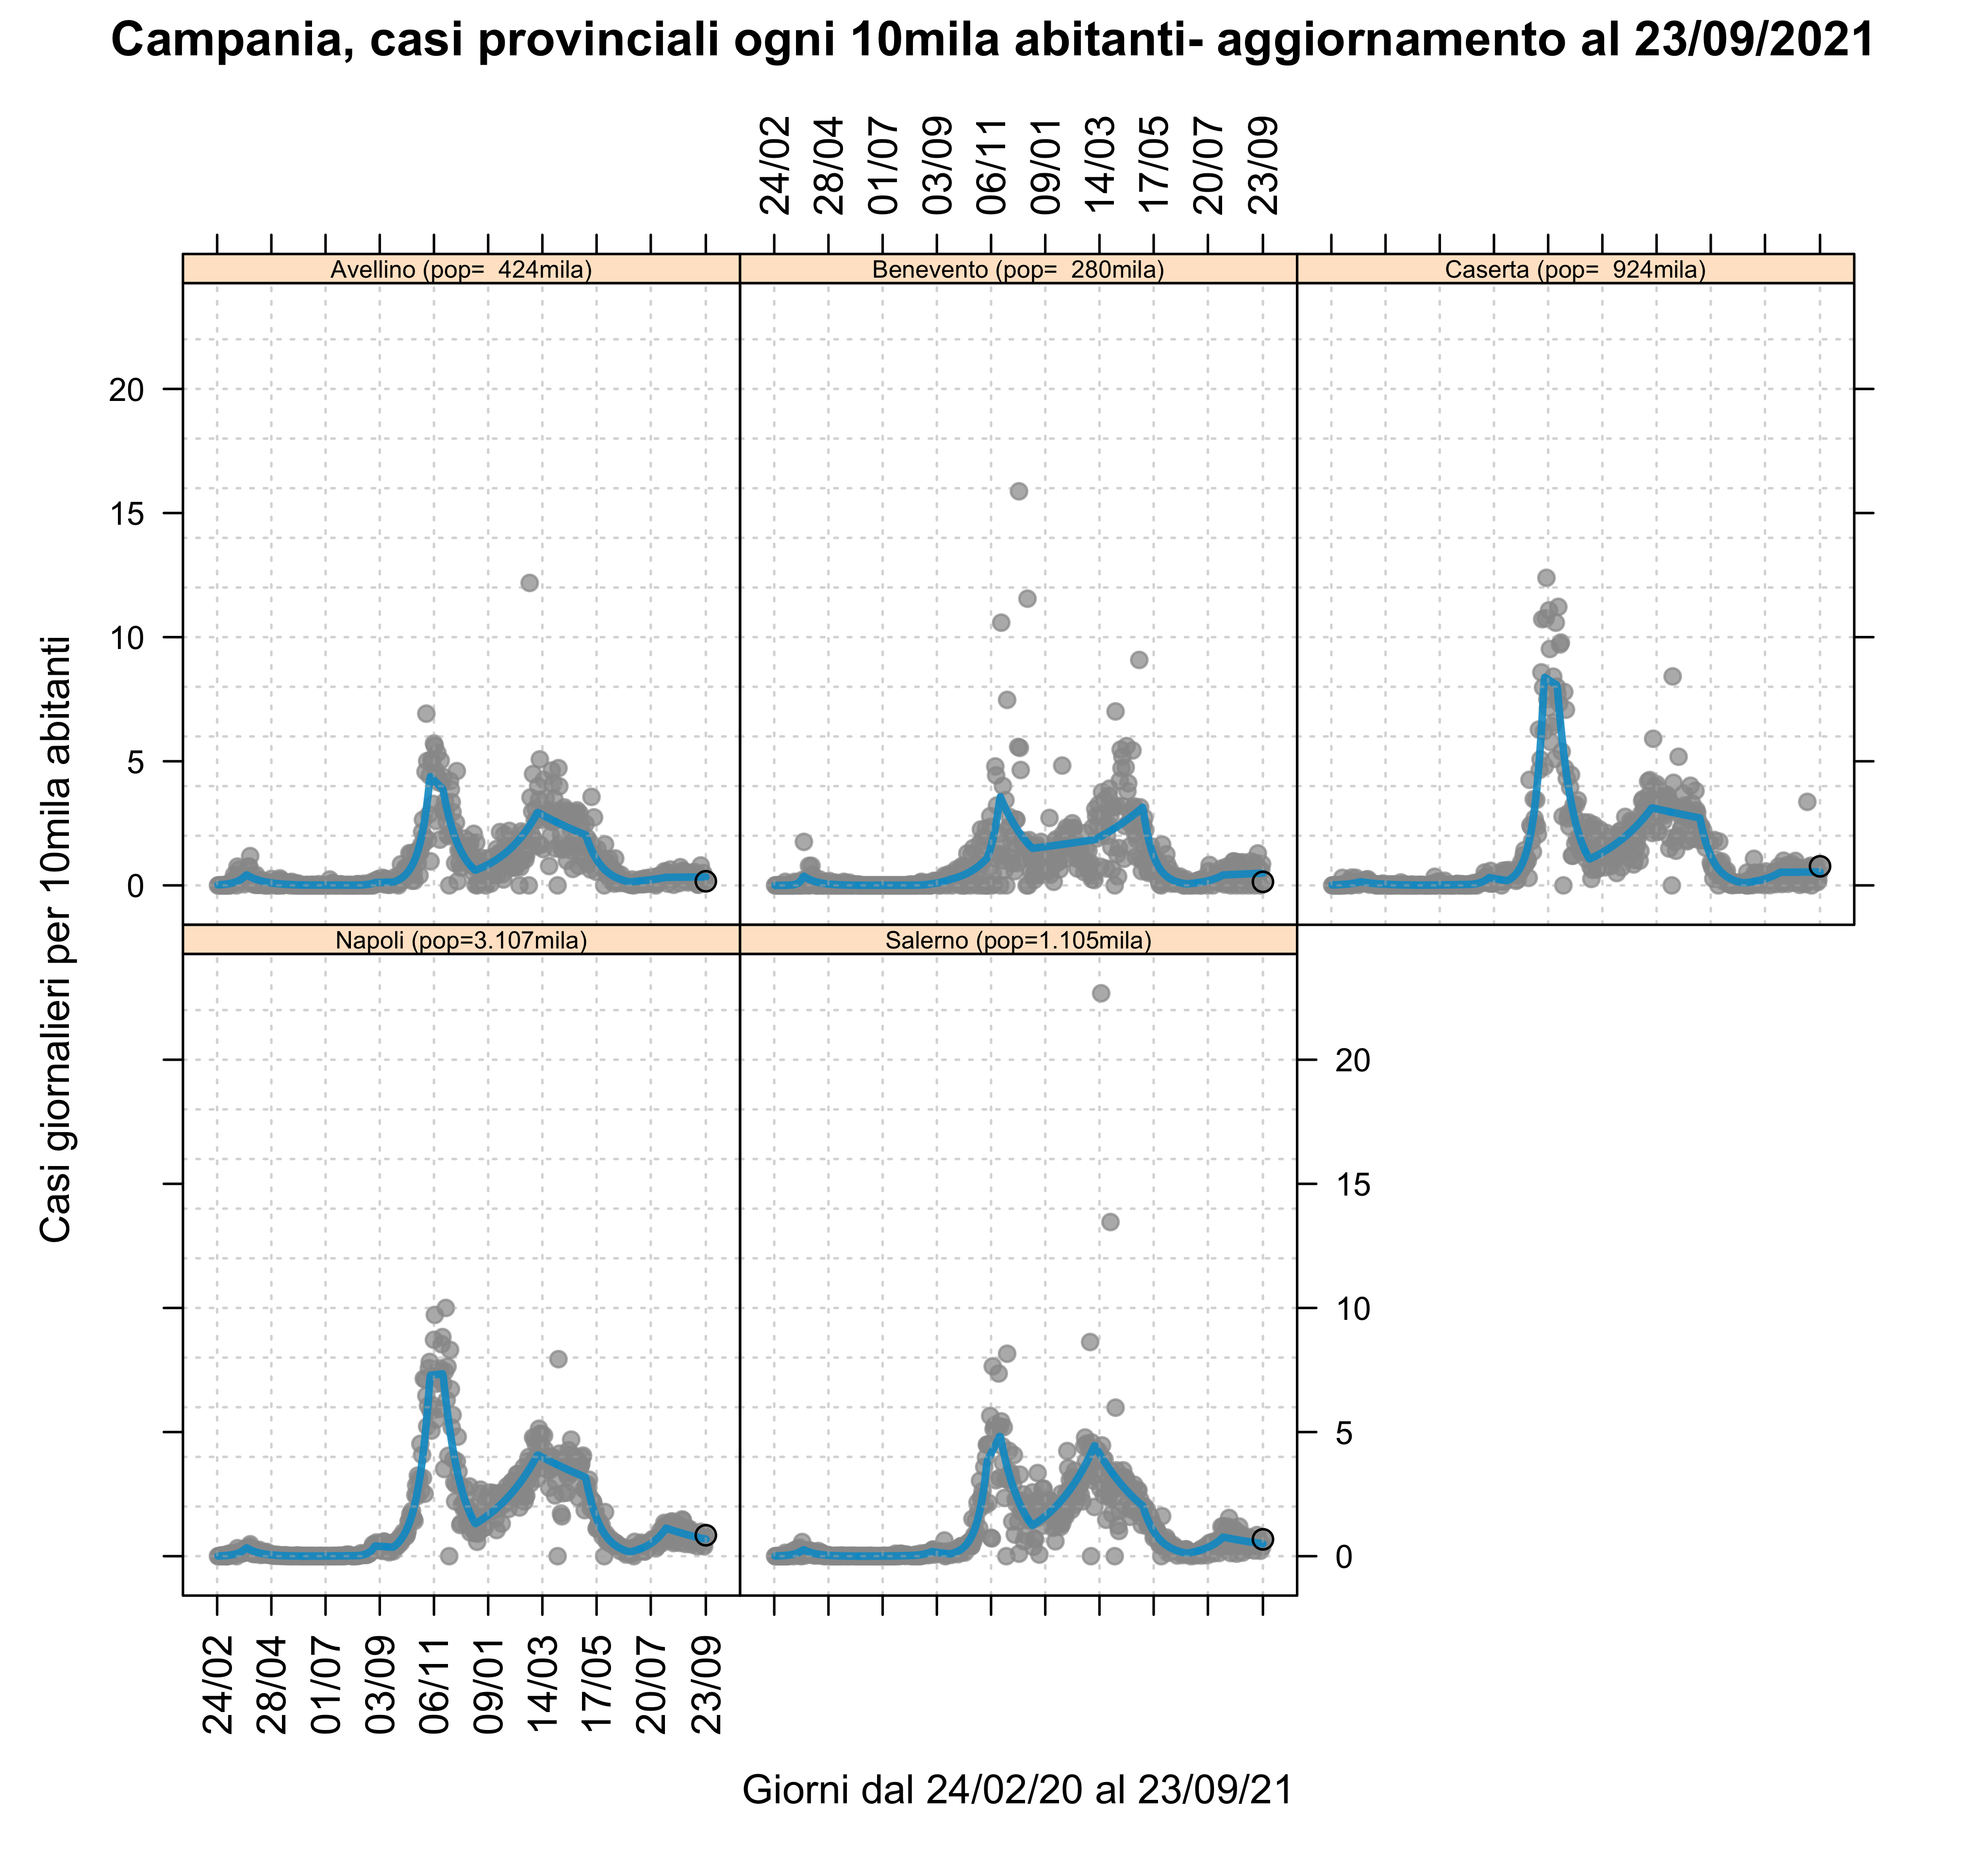 Campania, casi provinciali ogni 10mila abitanti- aggiornamento al 23/09/2021
24/02 28/04 01/07 03/09 06/11 09/01 14/03 17/05 20/07 23/09
Avellino (pop=  424mila)
Benevento (pop=  280mila)
Caserta (pop=  924mila)
20
15
10
5
0
Casi giornalieri per 10mila abitanti
Napoli (pop=3.107mila)
Salerno (pop=1.105mila)
20
15
10
5
0
24/02 28/04 01/07 03/09 06/11 09/01 14/03 17/05 20/07 23/09
Giorni dal 24/02/20 al 23/09/21